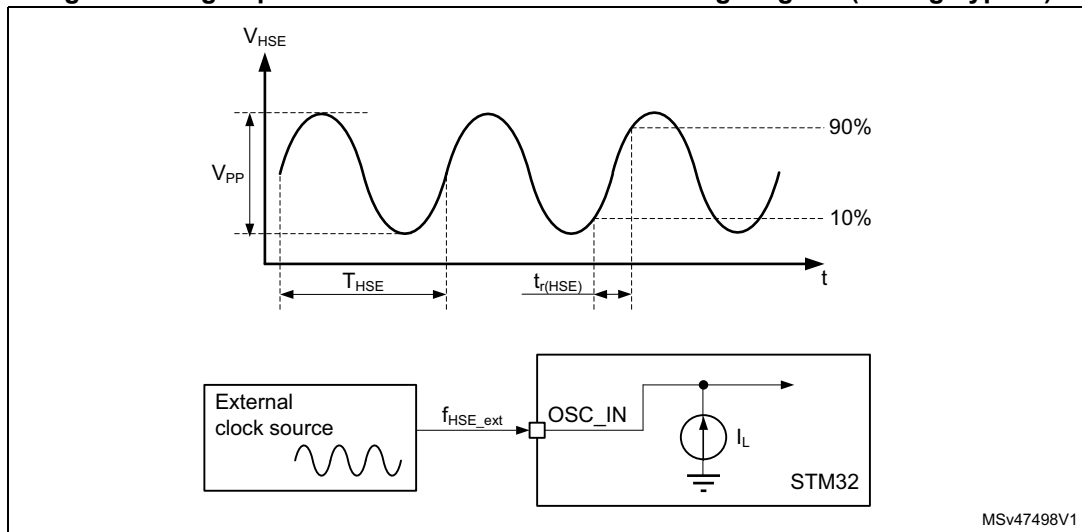 V_HSE
90%
V_PP
10%
t
T_HSE
t_r(HSE)
External
clock source
f_HSE_ext
OSC_IN
I_L
STM32
MSv47498V1